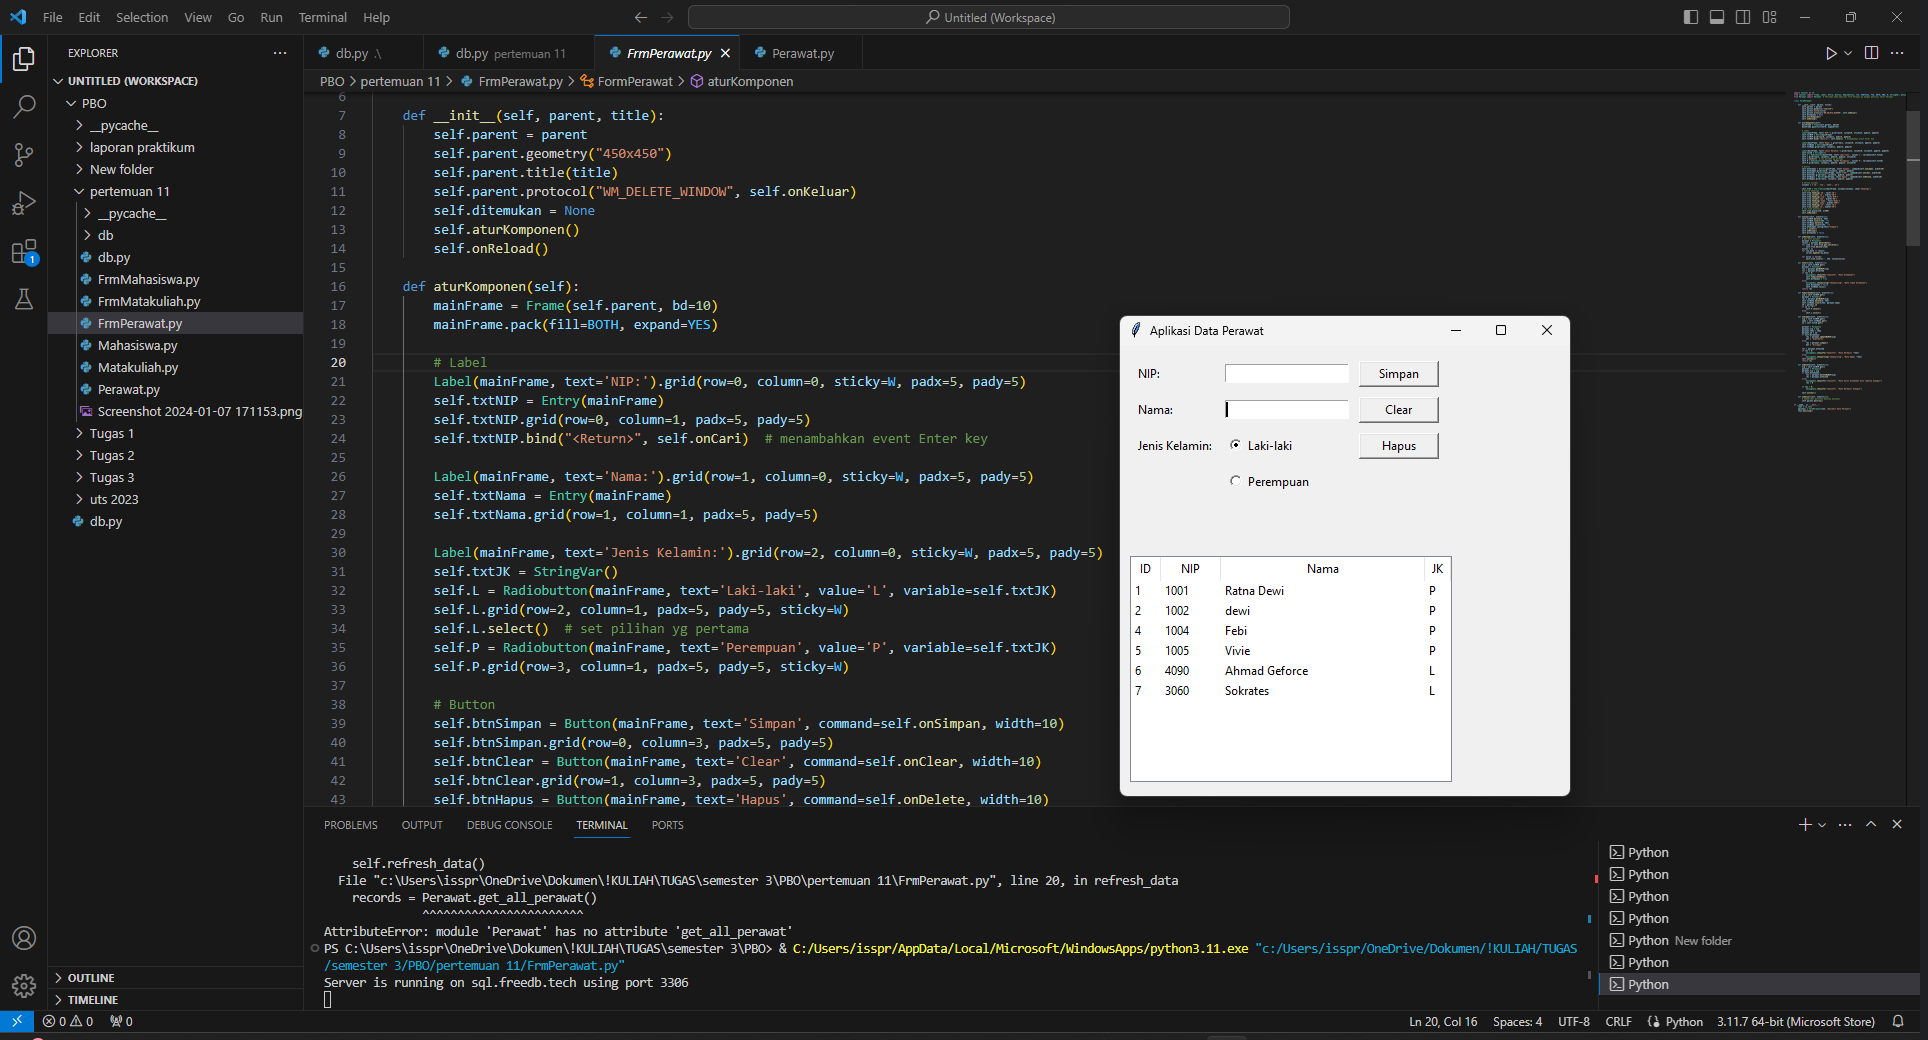 File Edit Selection View Go Run Terminal Help
Untitled (Workspace)
EXPLORER
UNTITLED (WORKSPACE)
PBO
__pycache__
laporan praktikum
New folder
pertemuan 11
__pycache__
db
db.py
FrmMahasiswa.py
FrmMatakuliah.py
FrmPerawat.py
Mahasiswa.py
Matakuliah.py
Perawat.py
Screenshot 2024-01-07 171153.png
Tugas 1
Tugas 2
Tugas 3
uts 2023
db.py
OUTLINE
TIMELINE
1
db.py .\
db.py pertemuan 11
FrmPerawat.py
Perawat.py
PBO > pertemuan 11 > FrmPerawat.py > FormPerawat > aturKomponen
6
7 def __init__(self, parent, title):
8 self.parent = parent
9 self.parent.geometry("450x450")
10 self.parent.title(title)
11 self.parent.protocol("WM_DELETE_WINDOW", self.onKeluar)
12 self.ditemukan = None
13 self.aturKomponen()
14 self.onReload()
15
16 def aturKomponen(self):
17 mainFrame = Frame(self.parent, bd=10)
18 mainFrame.pack(fill=BOTH, expand=YES)
19
20 # Label
21 Label(mainFrame, text='NIP:').grid(row=0, column=0, sticky=W, padx=5, pady=5)
22 self.txtNIP = Entry(mainFrame)
23 self.txtNIP.grid(row=0, column=1, padx=5, pady=5)
24 self.txtNIP.bind("<Return>", self.onCari) # menambahkan event Enter key
25
26 Label(mainFrame, text='Nama:').grid(row=1, column=0, sticky=W, padx=5, pady=5)
27 self.txtNama = Entry(mainFrame)
28 self.txtNama.grid(row=1, column=1, padx=5, pady=5)
29
30 Label(mainFrame, text='Jenis Kelamin:').grid(row=2, column=0, sticky=W, padx=5, pady=5)
31 self.txtJK = StringVar()
32 self.L = Radiobutton(mainFrame, text='Laki-laki', value='L', variable=self.txtJK)
33 self.L.grid(row=2, column=1, padx=5, pady=5, sticky=W)
34 self.L.select() # set pilihan yg pertama
35 self.P = Radiobutton(mainFrame, text='Perempuan', value='P', variable=self.txtJK)
36 self.P.grid(row=3, column=1, padx=5, pady=5, sticky=W)
37
38 # Button
39 self.btnSimpan = Button(mainFrame, text='Simpan', command=self.onSimpan, width=10)
40 self.btnSimpan.grid(row=0, column=3, padx=5, pady=5)
41 self.btnClear = Button(mainFrame, text='Clear', command=self.onClear, width=10)
42 self.btnClear.grid(row=1, column=3, padx=5, pady=5)
43 self.btnHapus = Button(mainFrame, text='Hapus', command=self.onDelete, width=10)
Aplikasi Data Perawat
NIP: Simpan
Nama: Clear
Jenis Kelamin: Laki-laki Hapus
Perempuan
ID NIP Nama JK
1 1001 Ratna Dewi P
2 1002 dewi P
4 1004 Febi P
5 1005 Vivie P
6 4090 Ahmad Geforce L
7 3060 Sokrates L
PROBLEMS OUTPUT DEBUG CONSOLE TERMINAL PORTS
self.refresh_data()
File "c:\Users\isspr\OneDrive\Dokumen\!KULIAH\TUGAS\semester 3\PBO\pertemuan 11\FrmPerawat.py", line 20, in refresh_data
records = Perawat.get_all_perawat()
^^^^^^^^^^^^^^^^^^^^^^^
AttributeError: module 'Perawat' has no attribute 'get_all_perawat'
PS C:\Users\isspr\OneDrive\Dokumen\!KULIAH\TUGAS\semester 3\PBO> & C:/Users/isspr/AppData/Local/Microsoft/WindowsApps/python3.11.exe "c:/Users/isspr/OneDrive/Dokumen/!KULIAH/TUGAS
/semester 3/PBO/pertemuan 11/FrmPerawat.py"
Server is running on sql.freedb.tech using port 3306
Python
Python
Python
Python
Python New folder
Python
Python
0 0 0
Ln 20, Col 16 Spaces: 4 UTF-8 CRLF Python 3.11.7 64-bit (Microsoft Store)